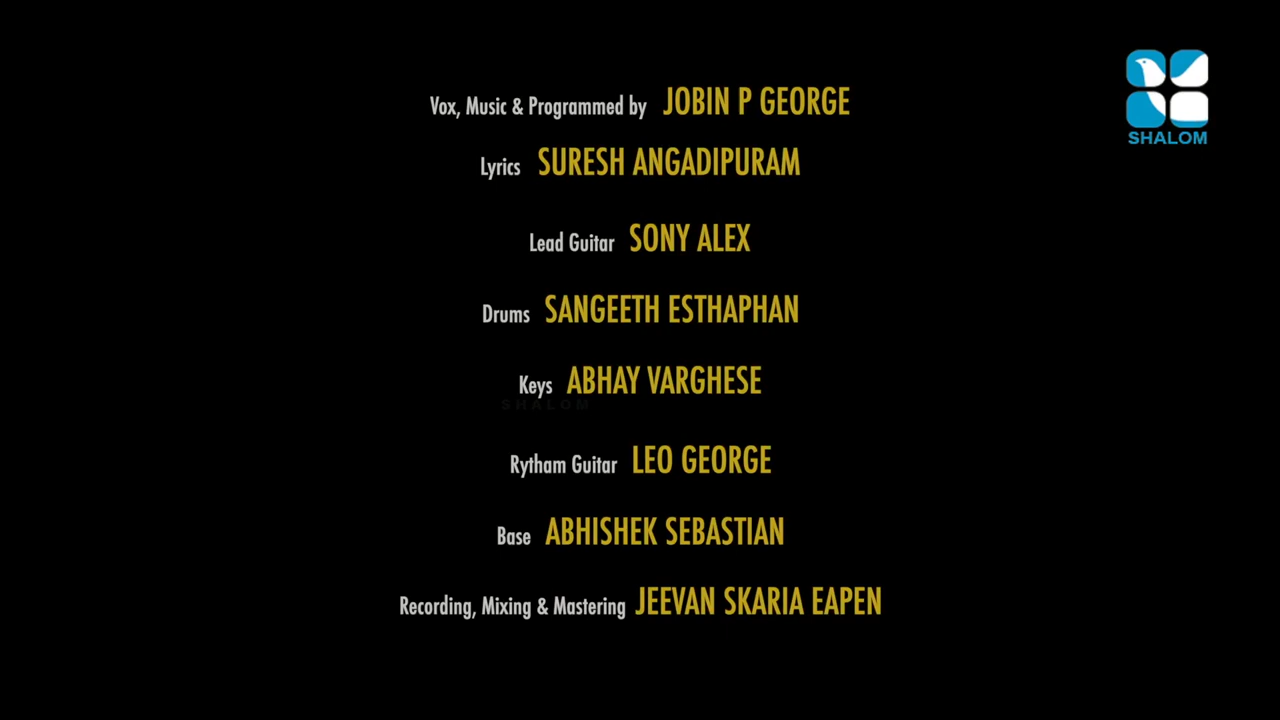 Vox, Music & Programmed by JOBIN P GEORGE
SHALOM
Lyrics SURESH ANGADIPURAM
Lead Guitar SONY ALEX
Drums SANGEETH ESTHAPHAN
Keys ABHAY VARGHESE
SHALOM
Rytham Guitar LEO GEORGE
Base ABHISHEK SEBASTIAN
Recording, Mixing & Mastering JEEVAN SKARIA EAPEN